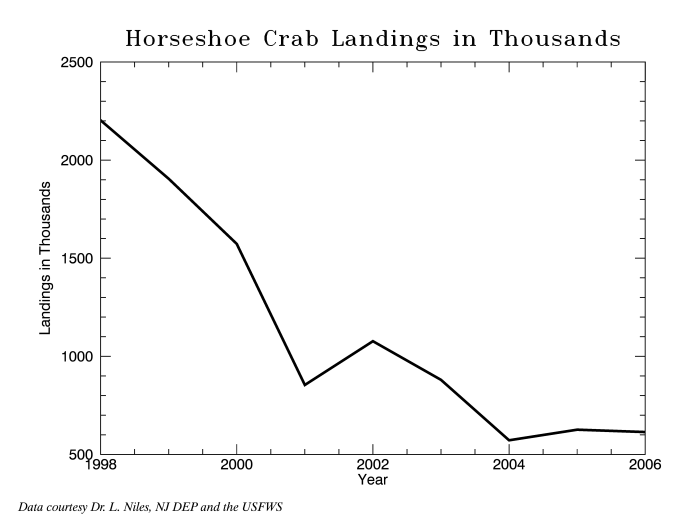 Horseshoe Crab Landings in Thousands
2500
2000
1500
1000
500
Landings in Thousands
1998 2000 2002 2004 2006
Year
Data courtesy Dr. L. Niles, NJ DEP and the USFWS